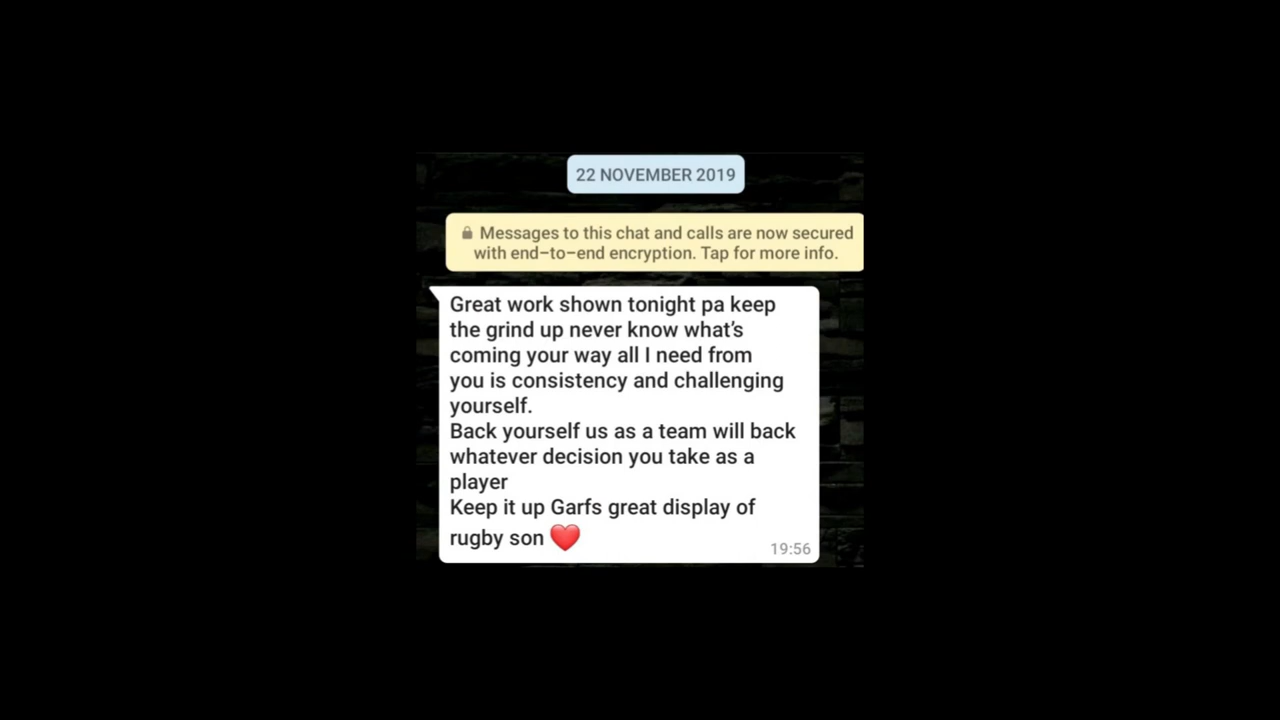 22 NOVEMBER 2019
Messages to this chat and calls are now secured
with end-to-end encryption. Tap for more info.
Great work shown tonight pa keep
the grind up never know what's
coming your way all I need from
you is consistency and challenging
yourself.
Back yourself us as a team will back
whatever decision you take as a
player
Keep it up Garfs great display of
rugby son ❤️
19:56